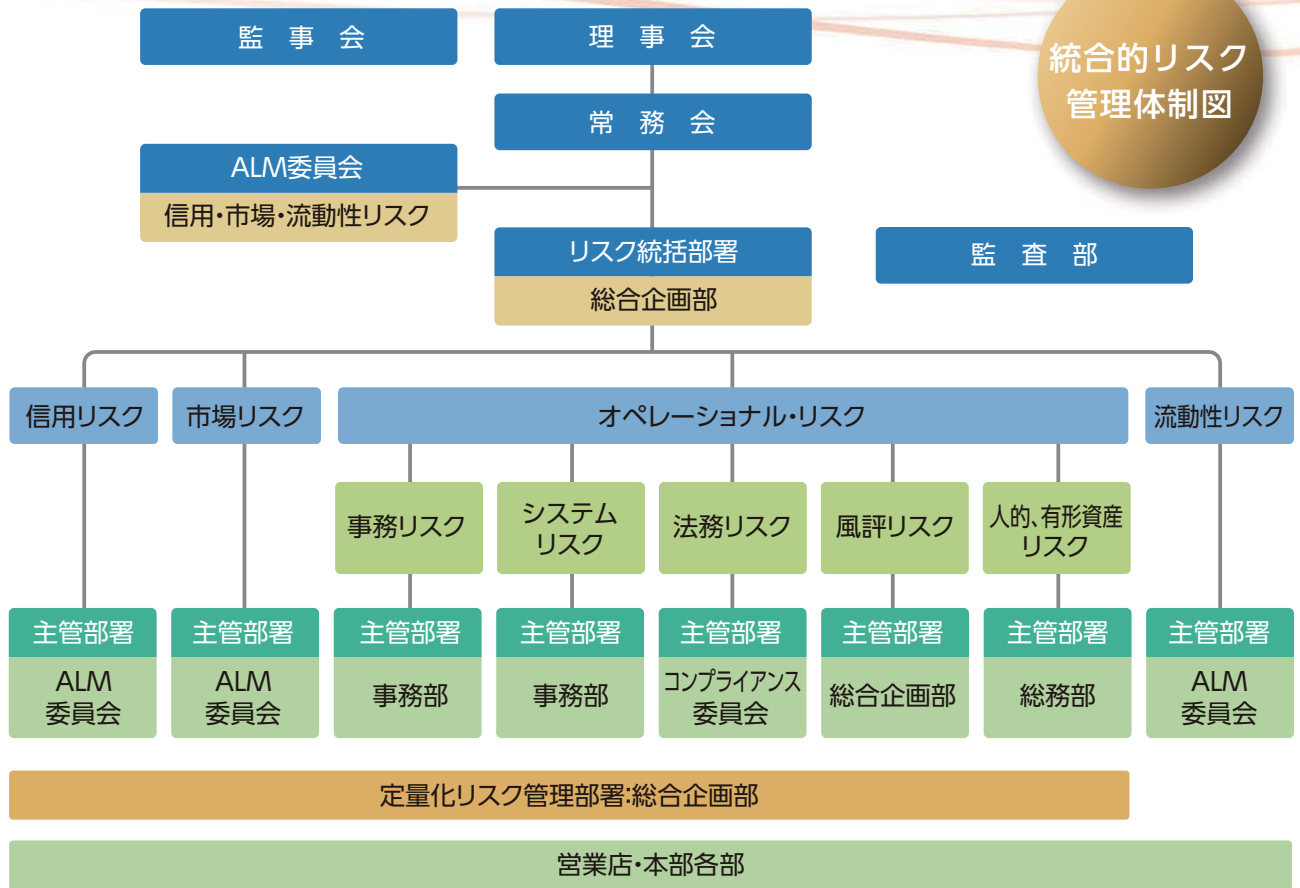 監事会
理事会
統合的リスク
管理体制図
常務会
ALM委員会
信用・市場・流動性リスク
リスク統括部署
総合企画部
監査部
信用リスク
市場リスク
オペレーショナル・リスク
流動性リスク
事務リスク
システム
リスク
法務リスク
風評リスク
人的、有形資産
リスク
主管部署
ALM
委員会
主管部署
ALM
委員会
主管部署
事務部
主管部署
事務部
主管部署
コンプライアンス
委員会
主管部署
総合企画部
主管部署
総務部
主管部署
ALM
委員会
定量化リスク管理部署:総合企画部
営業店・本部各部